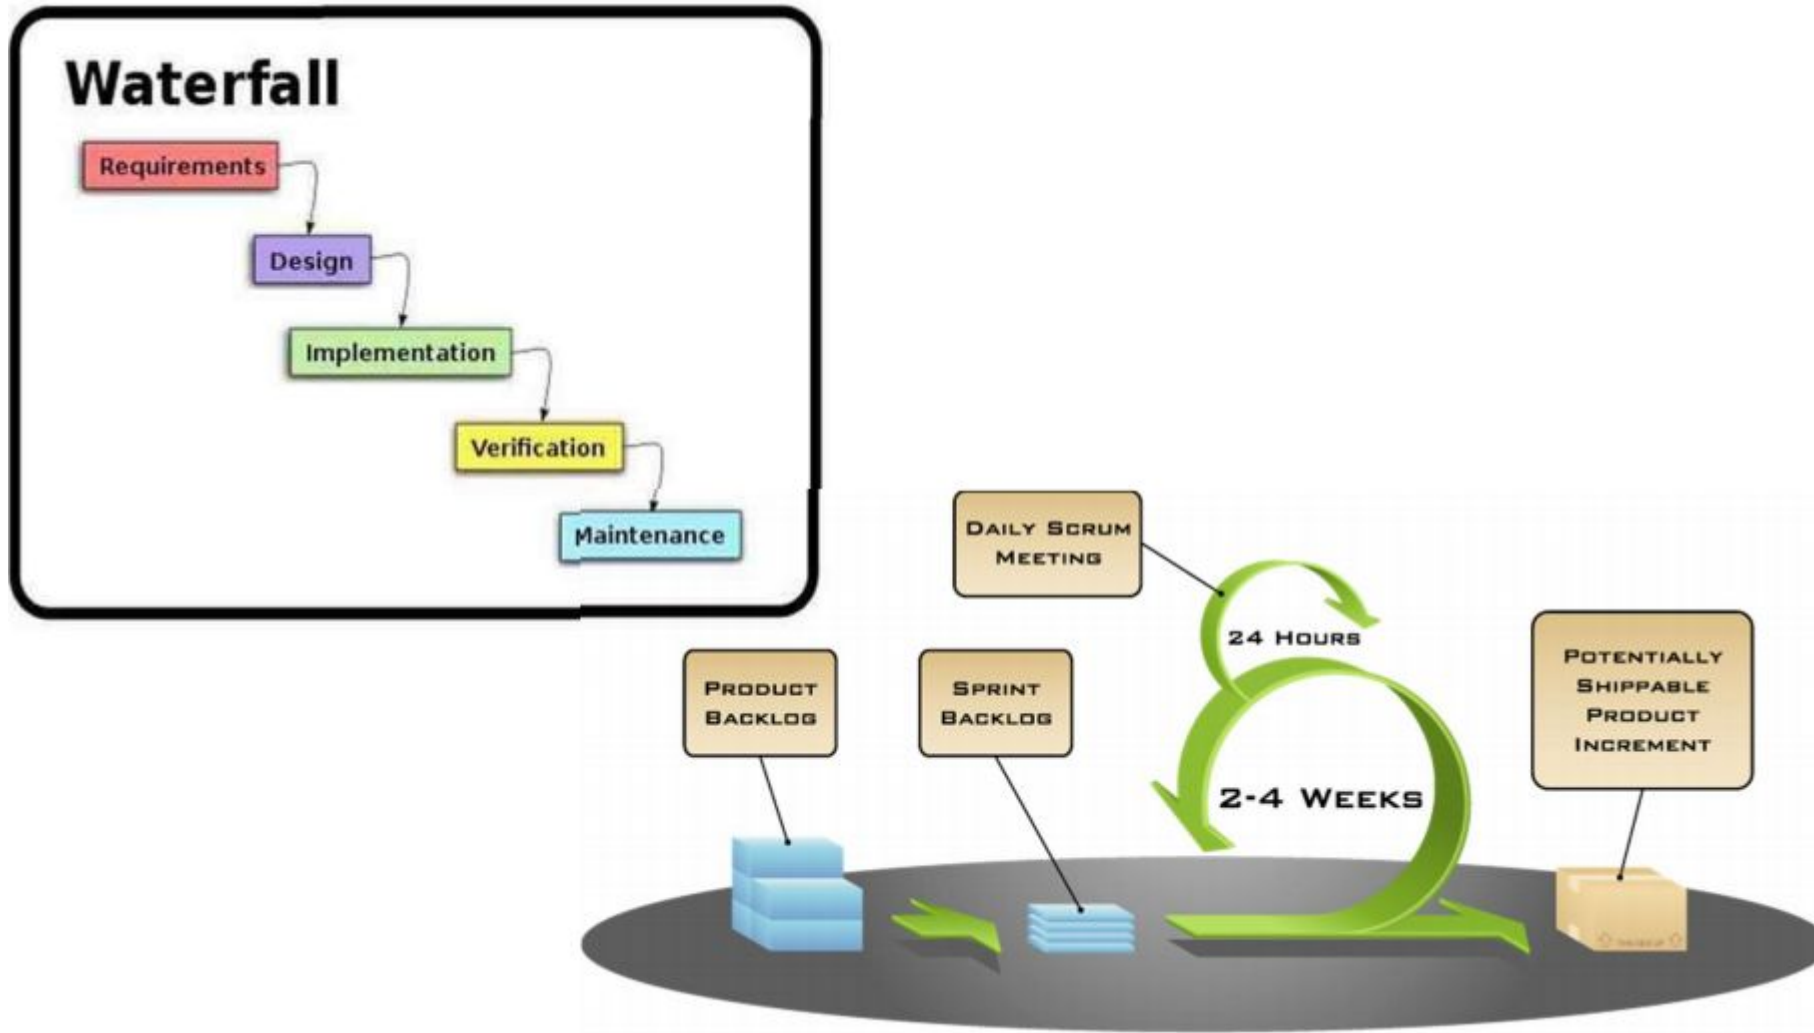 Waterfall
Requirements
Design
Implementation
Verification
Maintenance
DAILY SCRUM
MEETING
24 HOURS
PRODUCT
BACKLOG
SPRINT
BACKLOG
2-4 WEEKS
POTENTIALLY
SHIPPABLE
PRODUCT
INCREMENT